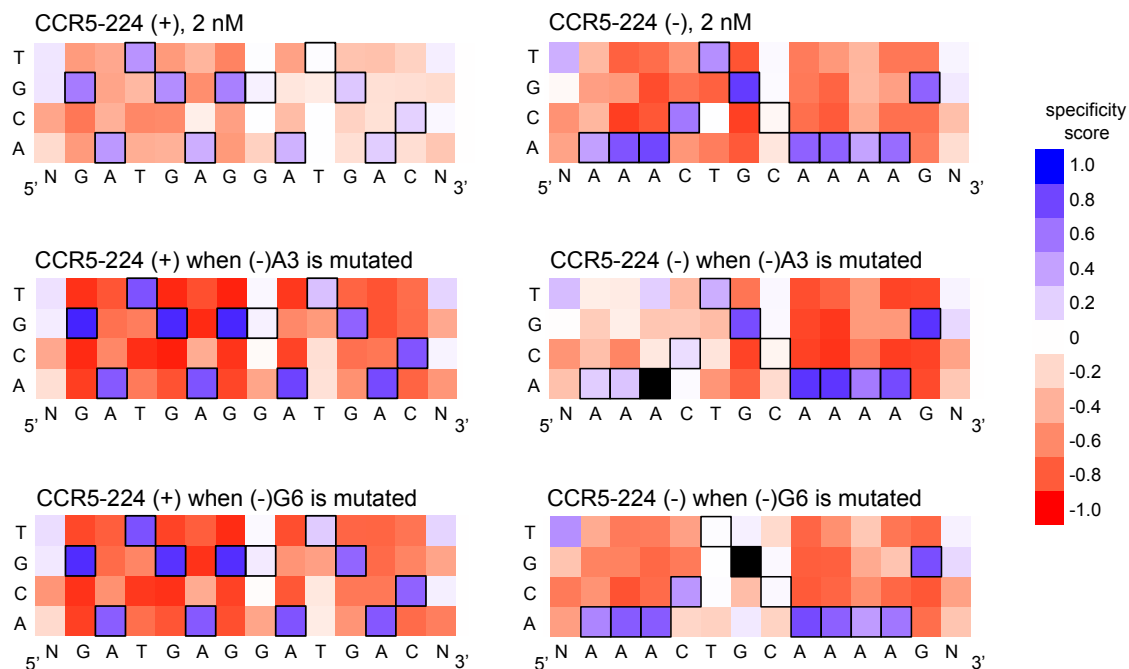 CCR5-224 (+), 2 nM
T
G
C
A
5' N G A T G A G G A T G A C N 3'
CCR5-224 (-), 2 nM
T
G
C
A
5' N A A A C T G C A A A A G N 3'
CCR5-224 (+) when (-)A3 is mutated
T
G
C
A
5' N G A T G A G G A T G A C N 3'
CCR5-224 (-) when (-)A3 is mutated
T
G
C
A
5' N A A A C T G C A A A A G N 3'
CCR5-224 (+) when (-)G6 is mutated
T
G
C
A
5' N G A T G A G G A T G A C N 3'
CCR5-224 (-) when (-)G6 is mutated
T
G
C
A
5' N A A A C T G C A A A A G N 3'
specificity
score
1.0
0.8
0.6
0.4
0.2
0
-0.2
-0.4
-0.6
-0.8
-1.0